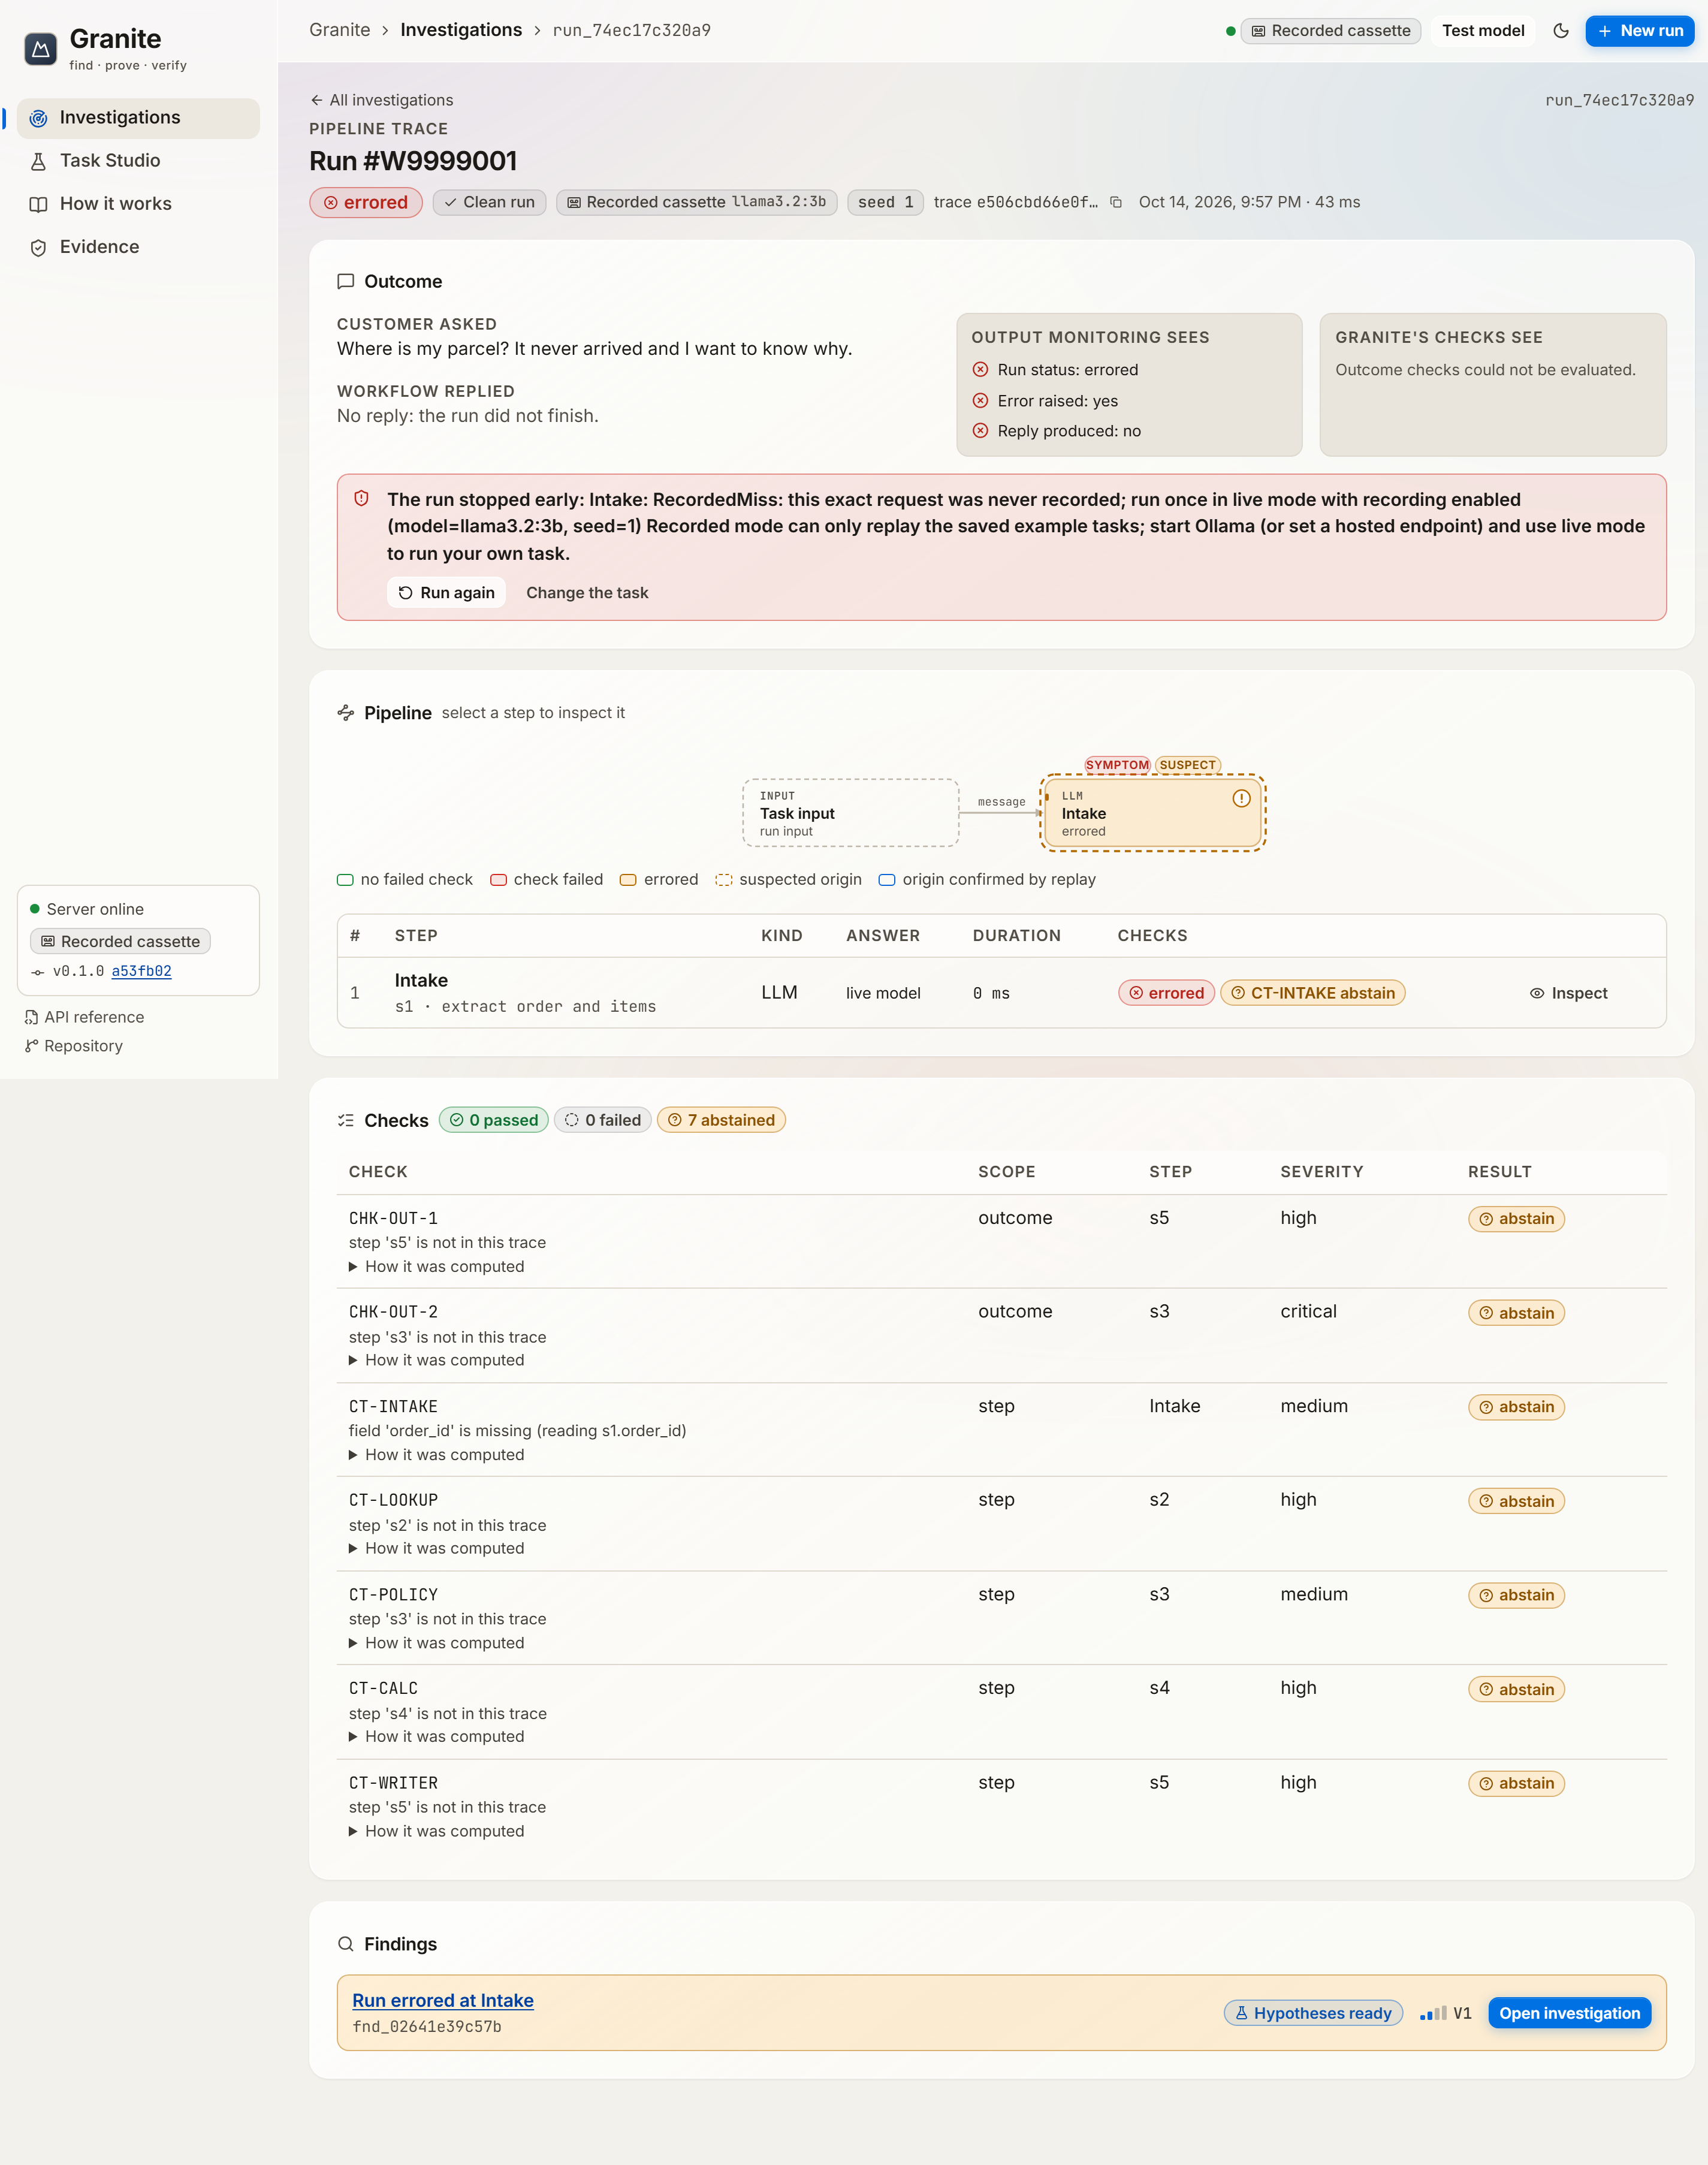 Granite
find · prove · verify
Investigations
Task Studio
How it works
Evidence
Server online
Recorded cassette
v0.1.0 a53fb02
API reference
Repository
Granite › Investigations › run_74ec17c320a9
Recorded cassette
Test model
+ New run
← All investigations
run_74ec17c320a9
PIPELINE TRACE
Run #W9999001
errored
Clean run
Recorded cassette llama3.2:3b
seed 1
trace e506cbd66e0f…
Oct 14, 2026, 9:57 PM · 43 ms
Outcome
CUSTOMER ASKED
Where is my parcel? It never arrived and I want to know why.
WORKFLOW REPLIED
No reply: the run did not finish.
OUTPUT MONITORING SEES
Run status: errored
Error raised: yes
Reply produced: no
GRANITE'S CHECKS SEE
Outcome checks could not be evaluated.
The run stopped early: Intake: RecordedMiss: this exact request was never recorded; run once in live mode with recording enabled
(model=llama3.2:3b, seed=1) Recorded mode can only replay the saved example tasks; start Ollama (or set a hosted endpoint) and use live mode
to run your own task.
Run again
Change the task
Pipeline select a step to inspect it
INPUT
Task input
run input
message
SYMPTOM
SUSPECT
LLM
Intake
errored
no failed check
check failed
errored
suspected origin
origin confirmed by replay
# STEP KIND ANSWER DURATION CHECKS
1 Intake LLM live model 0 ms errored CT-INTAKE abstain Inspect
s1 · extract order and items
Checks 0 passed 0 failed 7 abstained
CHECK SCOPE STEP SEVERITY RESULT
CHK-OUT-1 outcome s5 high abstain
step 's5' is not in this trace
How it was computed
CHK-OUT-2 outcome s3 critical abstain
step 's3' is not in this trace
How it was computed
CT-INTAKE step Intake medium abstain
field 'order_id' is missing (reading s1.order_id)
How it was computed
CT-LOOKUP step s2 high abstain
step 's2' is not in this trace
How it was computed
CT-POLICY step s3 medium abstain
step 's3' is not in this trace
How it was computed
CT-CALC step s4 high abstain
step 's4' is not in this trace
How it was computed
CT-WRITER step s5 high abstain
step 's5' is not in this trace
How it was computed
Findings
Run errored at Intake
fnd_02641e39c57b
Hypotheses ready
V1
Open investigation